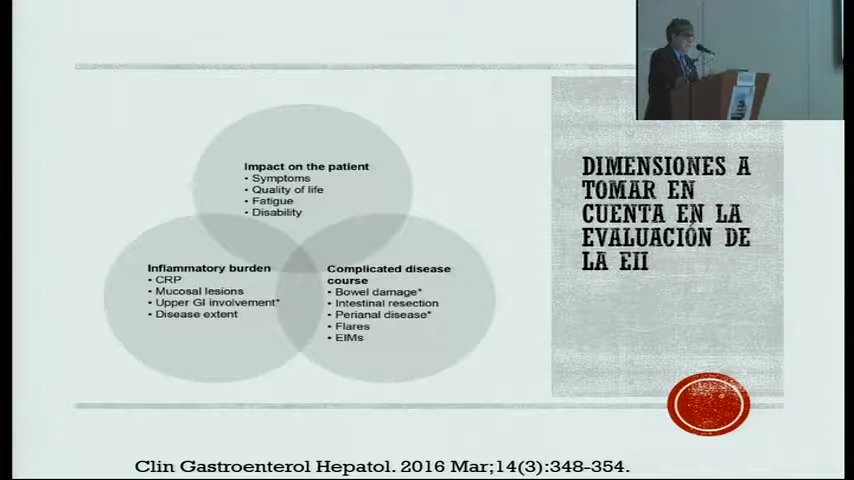 Impact on the patient
• Symptoms
• Quality of life
• Fatigue
• Disability
Inflammatory burden
• CRP
• Mucosal lesions
• Upper GI involvement*
• Disease extent
Complicated disease
course
• Bowel damage*
• Intestinal resection
• Perianal disease*
• Flares
• EIMs
DIMENSIONES A
TOMAR EN
CUENTA EN LA
EVALUACIÓN DE
LA EII
Clin Gastroenterol Hepatol. 2016 Mar;14(3):348-354.